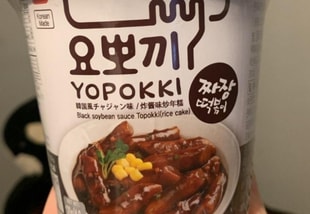 Korean Made
요뽀끼
YOPOKKI
짜장
떡볶이
韓国風チャジャン味 / 炸醬味炒年糕
Black soybean sauce Topokki(rice cake)